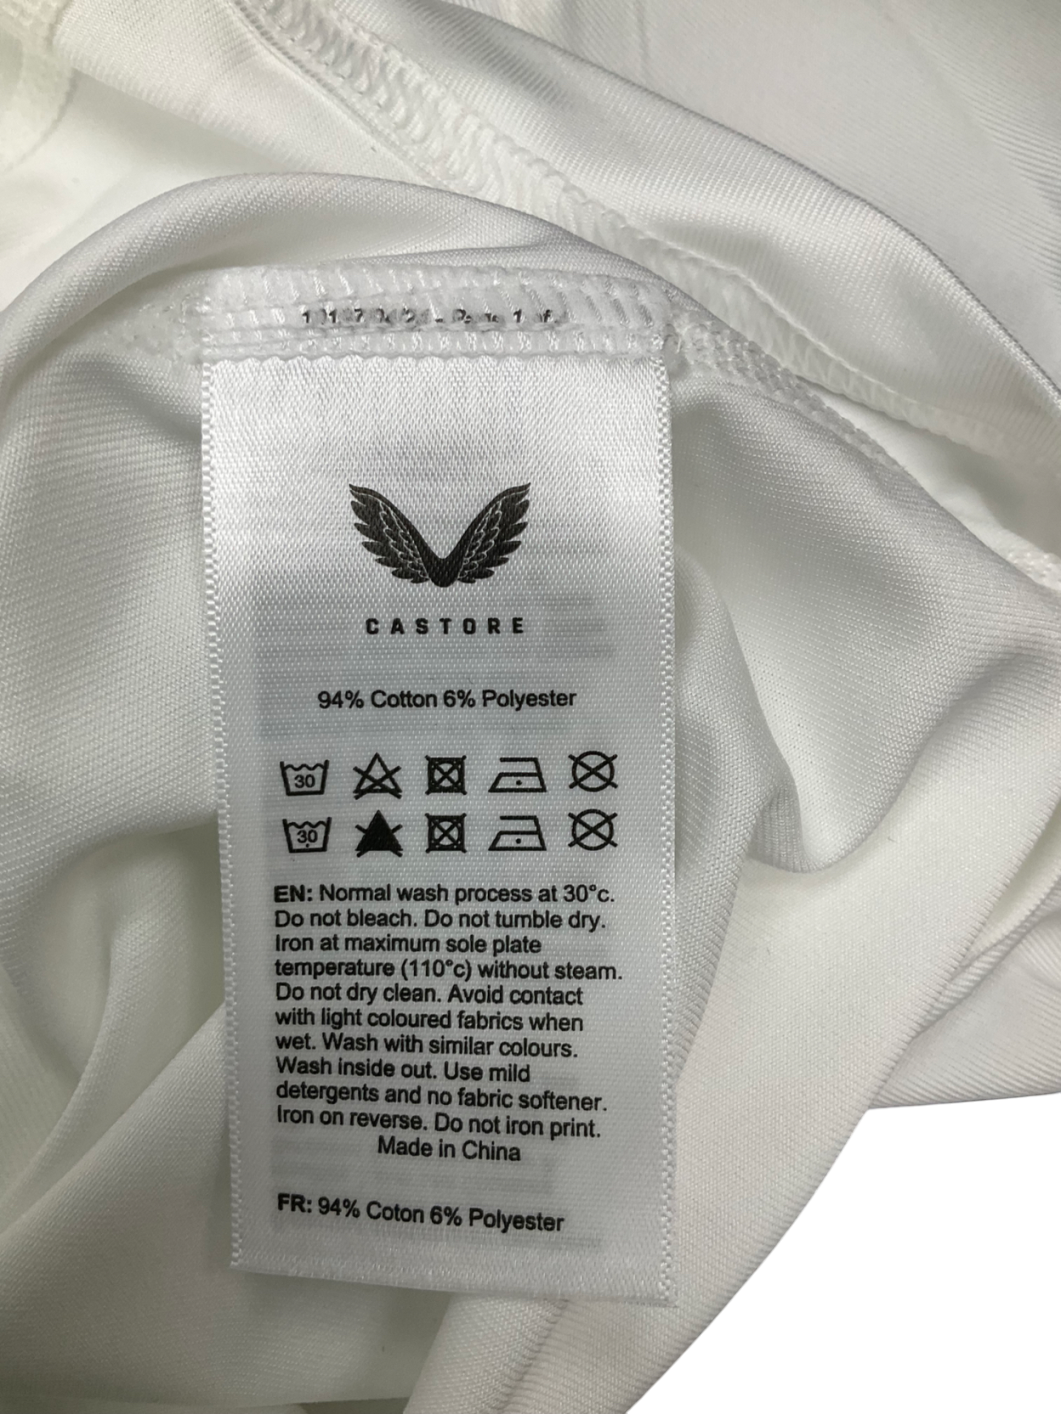 CASTORE
94% Cotton 6% Polyester
30
30
EN: Normal wash process at 30°c.
Do not bleach. Do not tumble dry.
Iron at maximum sole plate
temperature (110°c) without steam.
Do not dry clean. Avoid contact
with light coloured fabrics when
wet. Wash with similar colours.
Wash inside out. Use mild
detergents and no fabric softener.
Iron on reverse. Do not iron print.
Made in China
FR: 94% Coton 6% Polyester